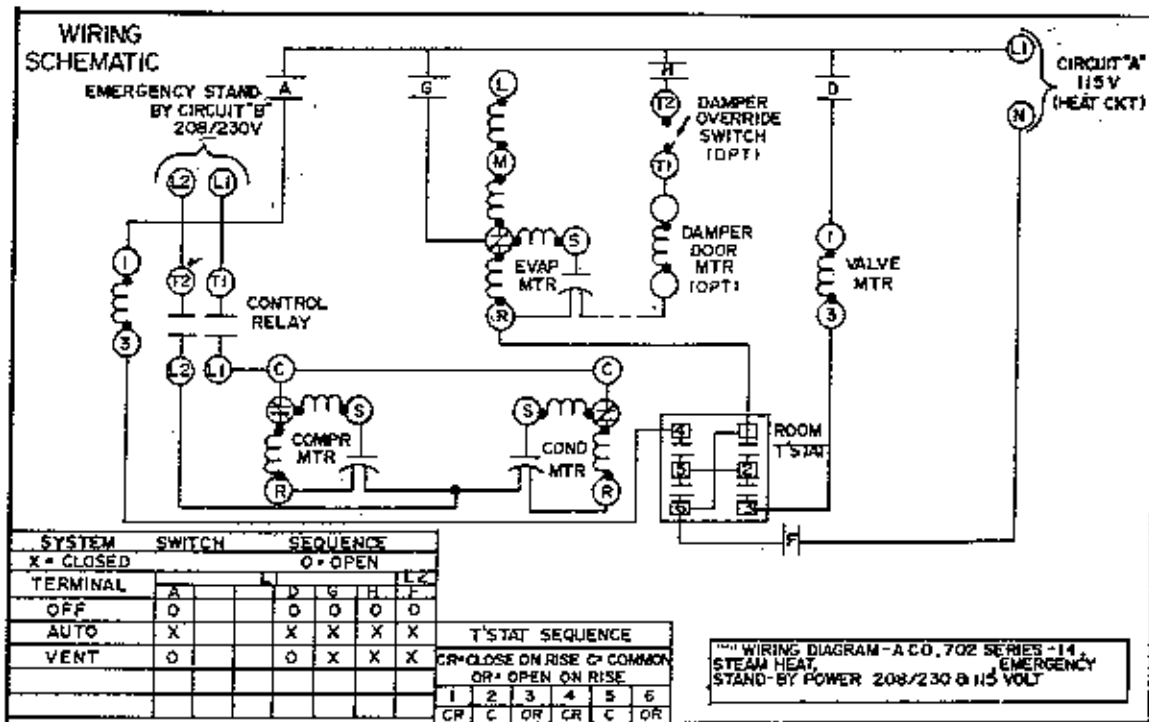 WIRING
SCHEMATIC
EMERGENCY STAND
BY CIRCUIT "B"
208/230V
A
G
L
H
T2
DAMPER
OVERRIDE
SWITCH
(OPT)
D
L1
CIRCUIT "A"
115V
(HEAT CKT)
N
L2
L1
M
T1
1
T2
T1
CONTROL
RELAY
S
EVAP
MTR
DAMPER
DOOR
MTR
(OPT)
1
VALVE
MTR
3
3
R
L2
L1
C
C
S
COMPR
MTR
S
COND
MTR
R
R
4
1
ROOM
T'STAT
5
2
6
3
F
SYSTEM SWITCH SEQUENCE
X = CLOSED O = OPEN
TERMINAL L L2
A D G H F
OFF O O O O O
AUTO X X X X X
VENT O O X X X
T'STAT SEQUENCE
CR=CLOSE ON RISE C= COMMON
OR= OPEN ON RISE
1 2 3 4 5 6
CR C OR CR C OR
WIRING DIAGRAM-A CO, 702 SERIES -14,
STEAM HEAT, EMERGENCY
STAND-BY POWER 208/230 & 115 VOLT